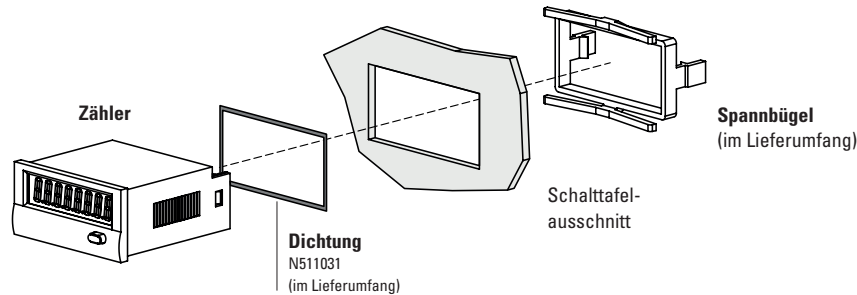 Zähler
Spannbügel
(im Lieferumfang)
Schalttafel-
ausschnitt
Dichtung
N511031
(im Lieferumfang)